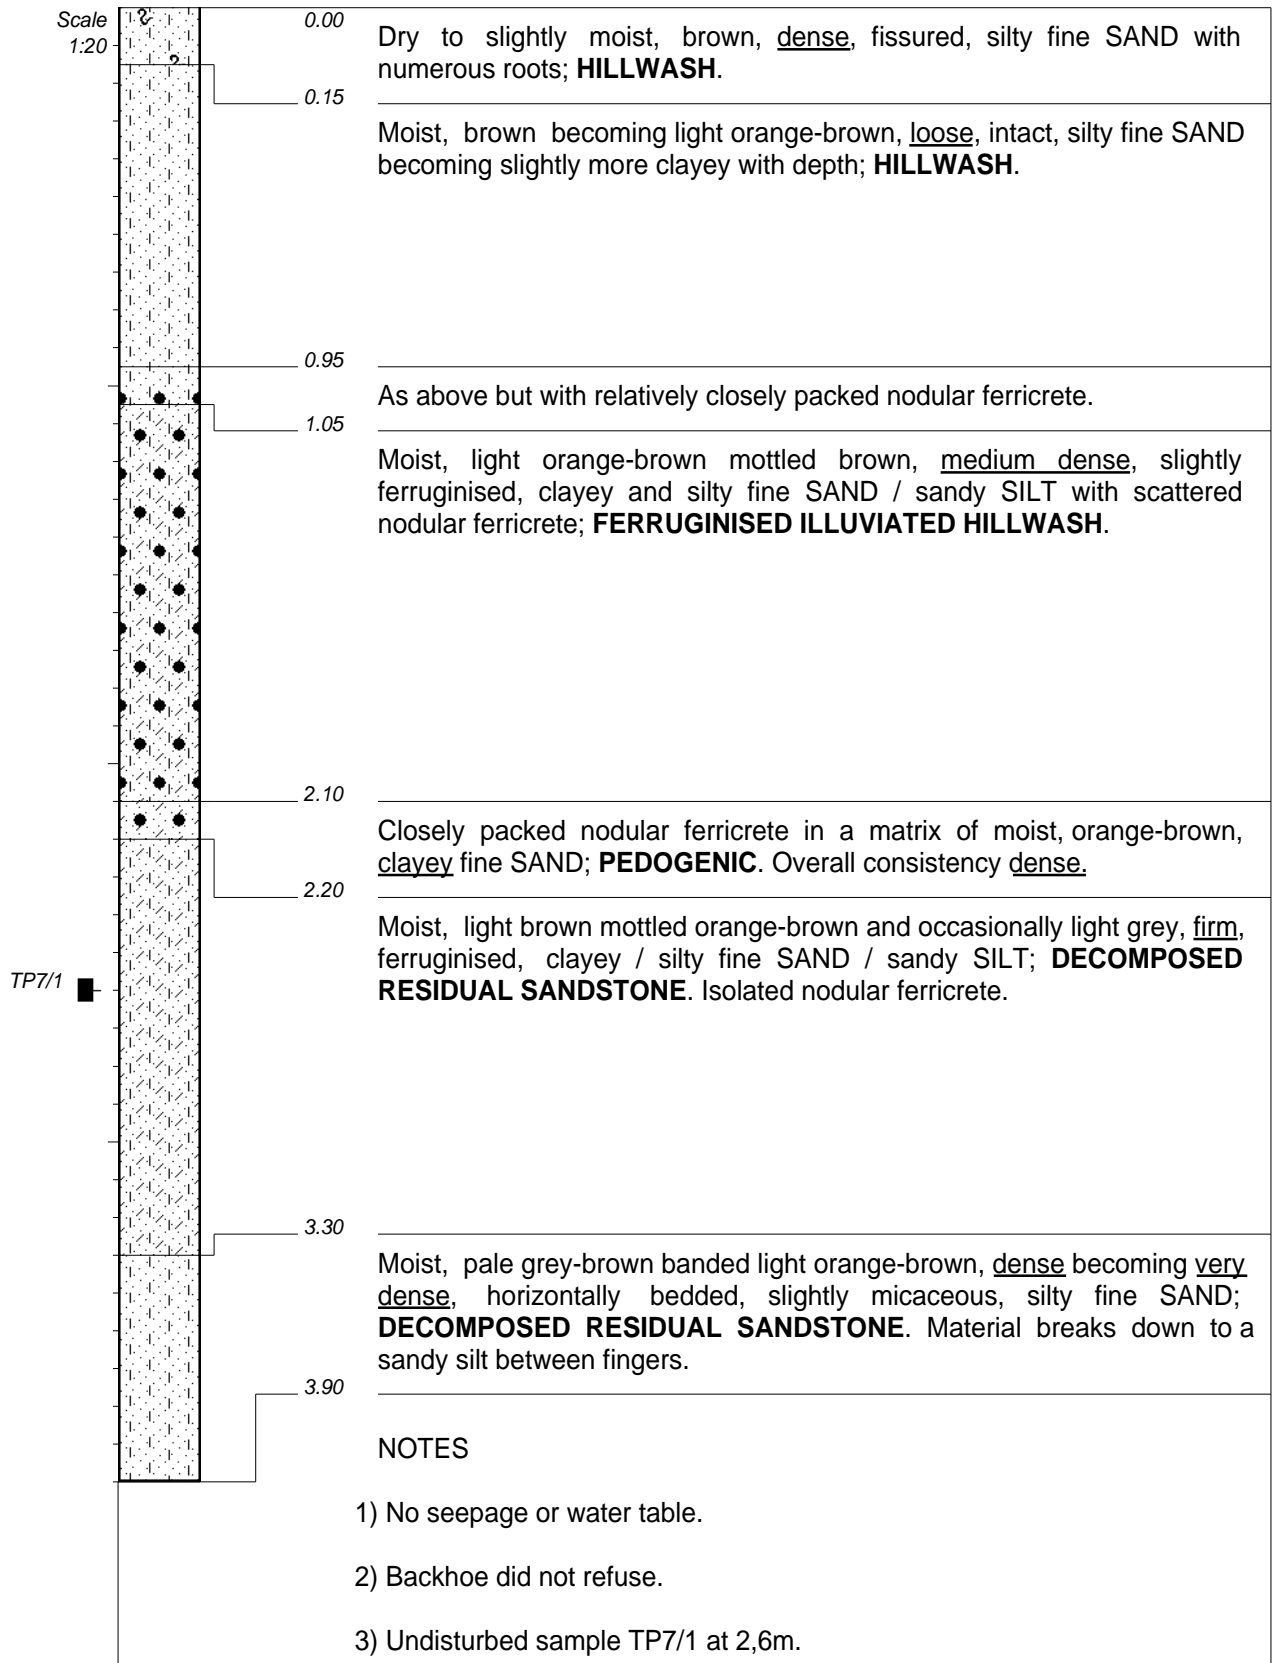 Scale
1:20
0.00
Dry to slightly moist, brown, dense, fissured, silty fine SAND with
numerous roots; HILLWASH.
0.15
Moist, brown becoming light orange-brown, loose, intact, silty fine SAND
becoming slightly more clayey with depth; HILLWASH.
0.95
As above but with relatively closely packed nodular ferricrete.
1.05
Moist, light orange-brown mottled brown, medium dense, slightly
ferruginised, clayey and silty fine SAND / sandy SILT with scattered
nodular ferricrete; FERRUGINISED ILLUVIATED HILLWASH.
2.10
Closely packed nodular ferricrete in a matrix of moist, orange-brown,
clayey fine SAND; PEDOGENIC. Overall consistency dense.
2.20
Moist, light brown mottled orange-brown and occasionally light grey, firm,
ferruginised, clayey / silty fine SAND / sandy SILT; DECOMPOSED
RESIDUAL SANDSTONE. Isolated nodular ferricrete.
TP7/1
3.30
Moist, pale grey-brown banded light orange-brown, dense becoming very
dense, horizontally bedded, slightly micaceous, silty fine SAND;
DECOMPOSED RESIDUAL SANDSTONE. Material breaks down to a
sandy silt between fingers.
3.90
NOTES
1) No seepage or water table.
2) Backhoe did not refuse.
3) Undisturbed sample TP7/1 at 2,6m.